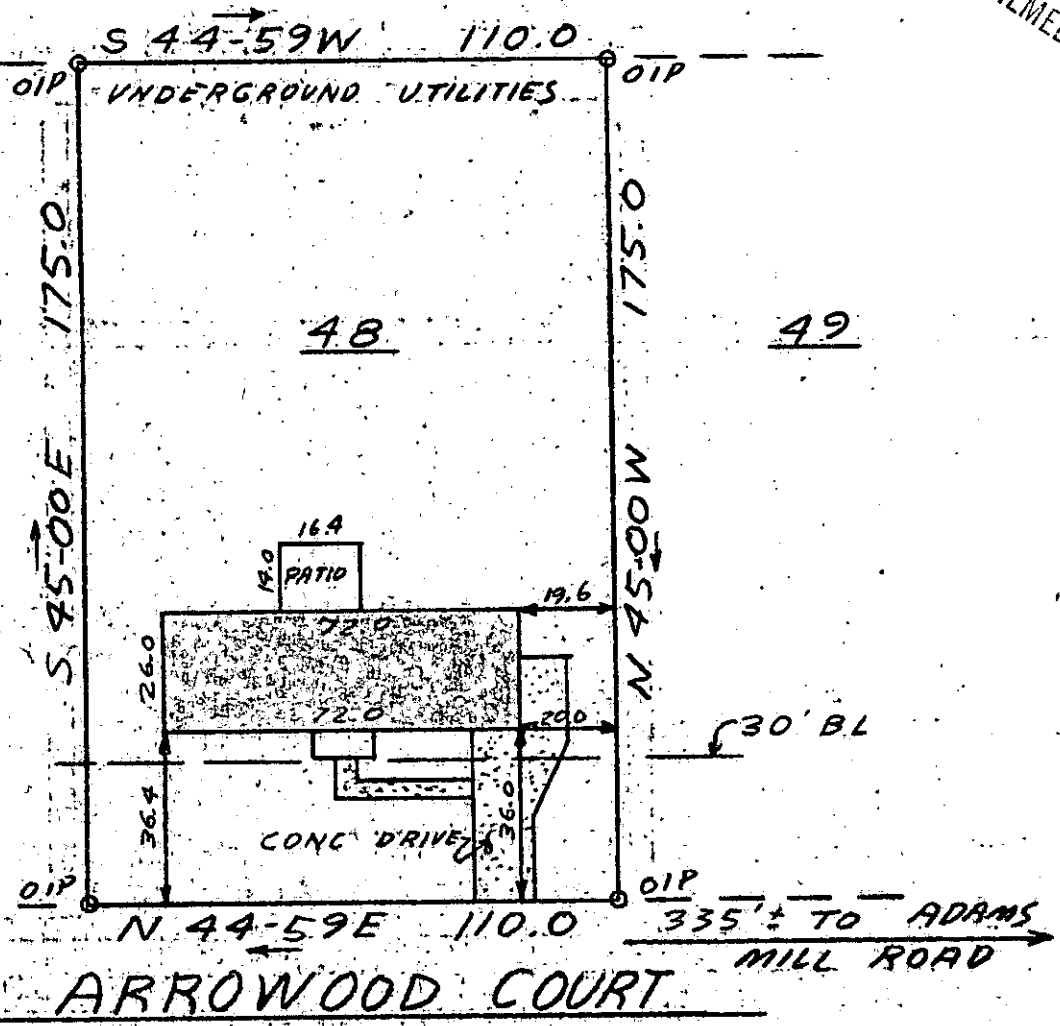 S 44-59W 110.0
OIP
OIP
UNDERGROUND UTILITIES
S 45-00E 175.0
175.0
N 45-00W
48
49
16.4
14.0
PATIO
19.6
72.0
26.0
72.0
20.0
30' BL
36.4
36.0
CONC DRIVE
OIP
OIP
N 44-59E 110.0
335'± TO ADAMS
MILL ROAD
ARROWOOD COURT